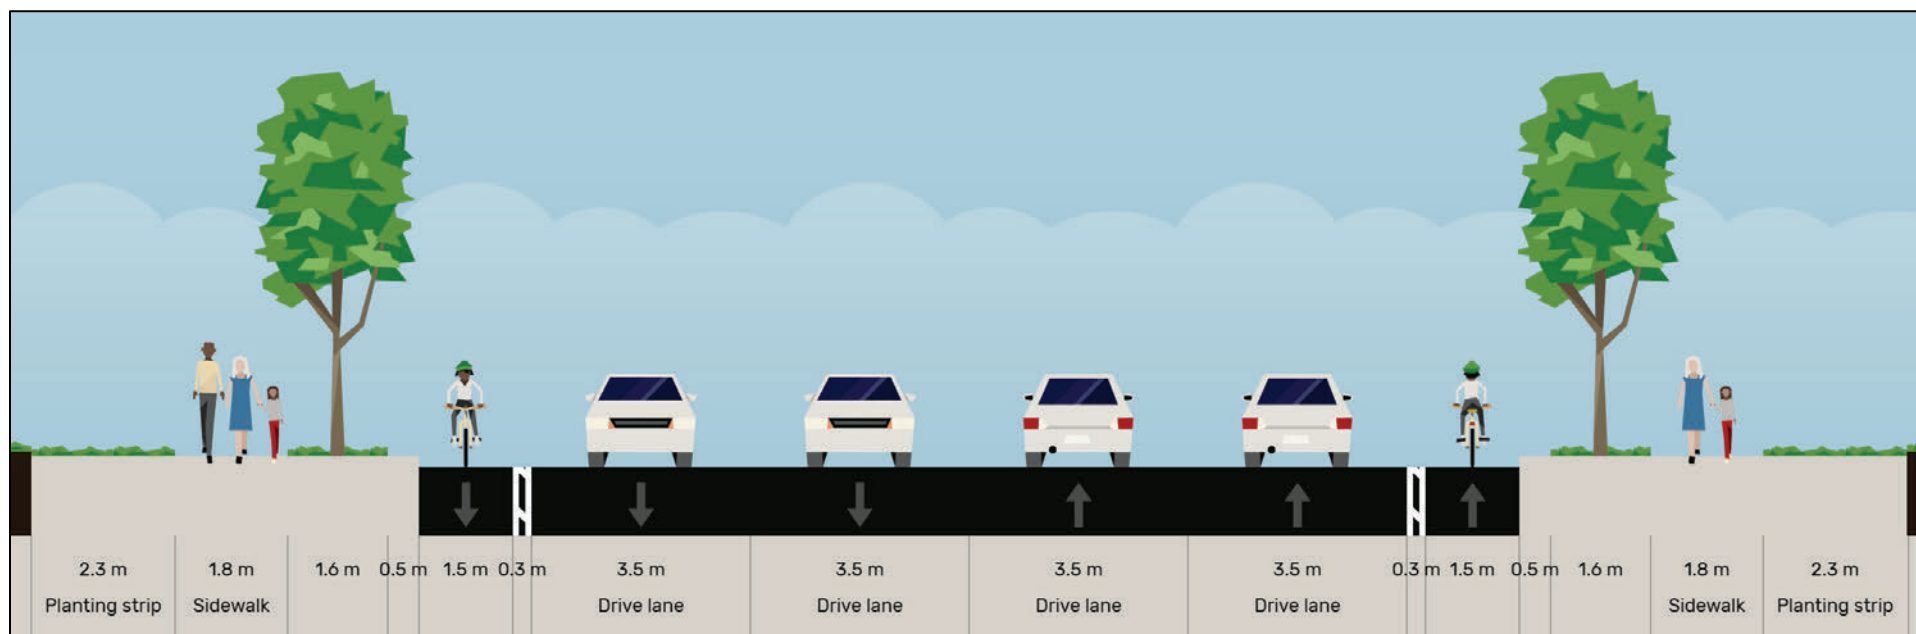 2.3 m 1.8 m 1.6 m 0.5 m 1.5 m 0.3 m 3.5 m 3.5 m 3.5 m 3.5 m 0.3 m 1.5 m 0.5 m 1.6 m 1.8 m 2.3 m
Planting strip Sidewalk Drive lane Drive lane Drive lane Drive lane Sidewalk Planting strip